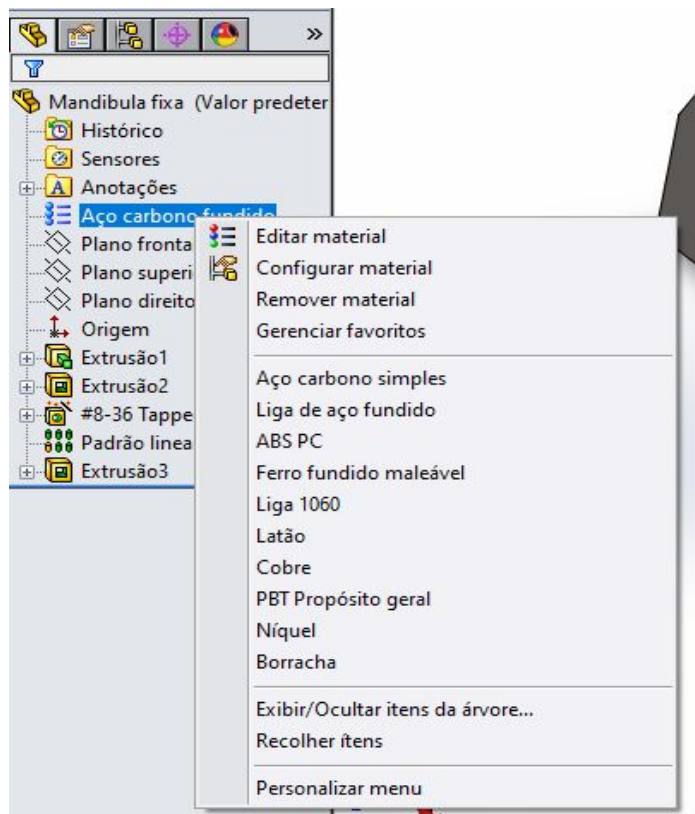 Mandibula fixa (Valor predeter
Histórico
Sensores
A Anotações
Aço carbono fundido
Plano fronta
Plano superi
Plano direito
Origem
Extrusão1
Extrusão2
#8-36 Tappe
Padrão linea
Extrusão3
Editar material
Configurar material
Remover material
Gerenciar favoritos
Aço carbono simples
Liga de aço fundido
ABS PC
Ferro fundido maleável
Liga 1060
Latão
Cobre
PBT Propósito geral
Níquel
Borracha
Exibir/Ocultar itens da árvore...
Recolher ítens
Personalizar menu